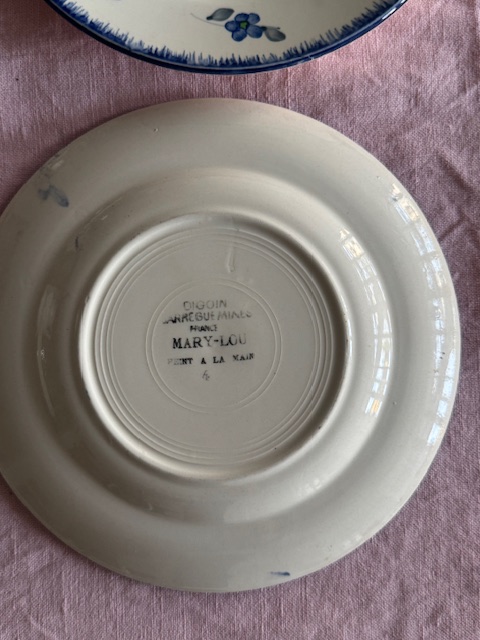 DIGOIN
SARREGUEMINES
FRANCE
MARY-LOU
PEINT A LA MAIN